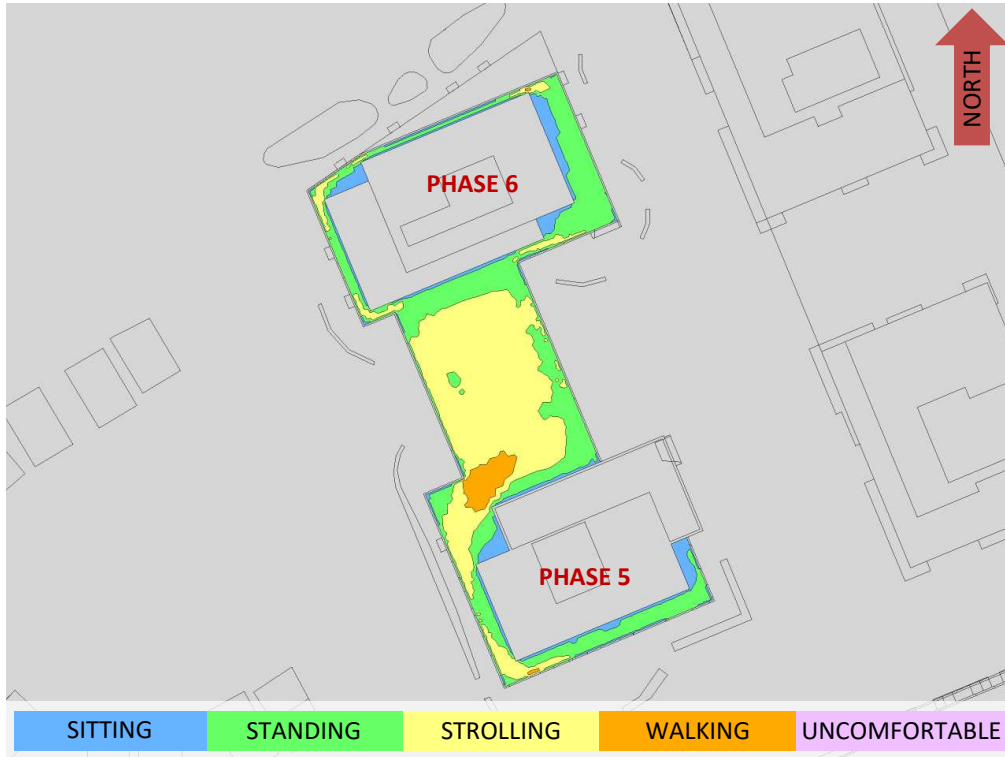 NORTH
PHASE 6
PHASE 5
SITTING STANDING STROLLING WALKING UNCOMFORTABLE